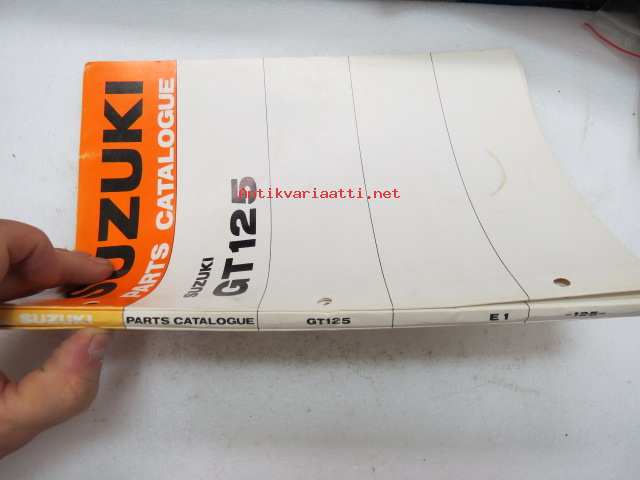 SUZUKI
PARTS CATALOGUE
SUZUKI
GT125
Antikvariaatti.net
SUZUKI PARTS CATALOGUE GT125 E1 -125-